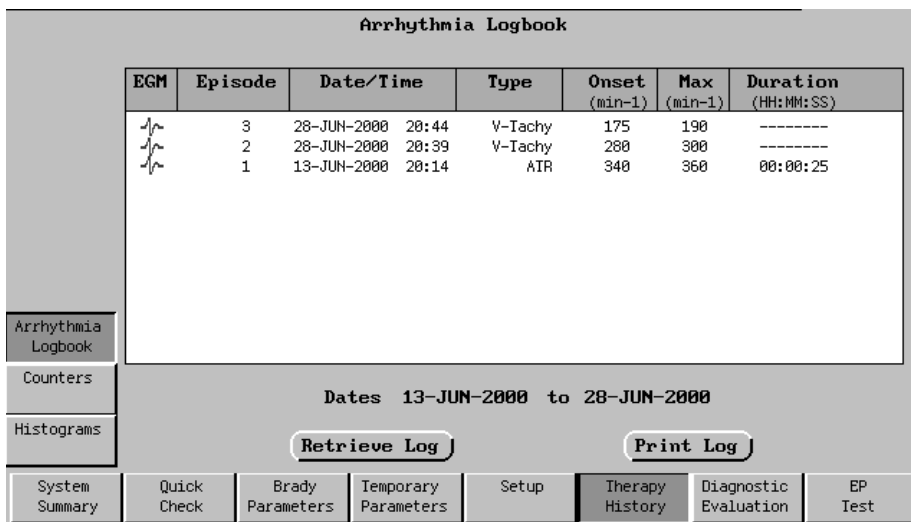 Arrhythmia Logbook
EGM Episode Date/Time Type Onset Max Duration
(min-1) (min-1) (HH:MM:SS)
3 28-JUN-2000 20:44 V-Tachy 175 190 --------
2 28-JUN-2000 20:39 V-Tachy 280 300 --------
1 13-JUN-2000 20:14 ATR 340 360 00:00:25
Arrhythmia
Logbook
Counters
Histograms
Dates 13-JUN-2000 to 28-JUN-2000
Retrieve Log Print Log
System Summary
Quick Check
Brady Parameters
Temporary Parameters
Setup
Therapy History
Diagnostic Evaluation
EP Test